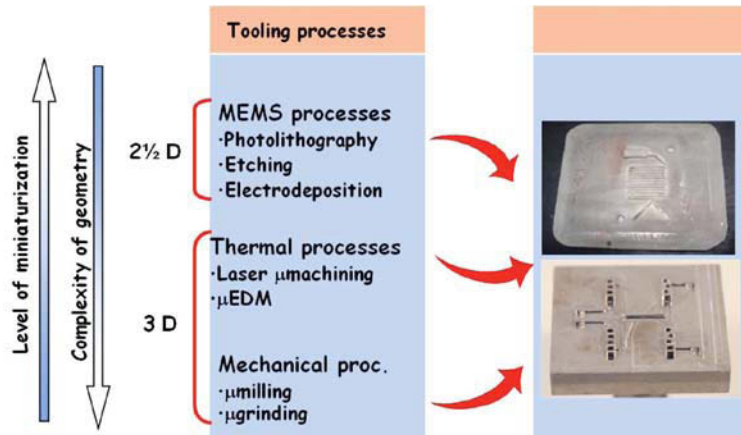 Tooling processes
Level of miniaturization
Complexity of geometry
2½ D
MEMS processes
·Photolithography
·Etching
·Electrodeposition
3 D
Thermal processes
·Laser μmachining
·μEDM
Mechanical proc.
·μmilling
·μgrinding